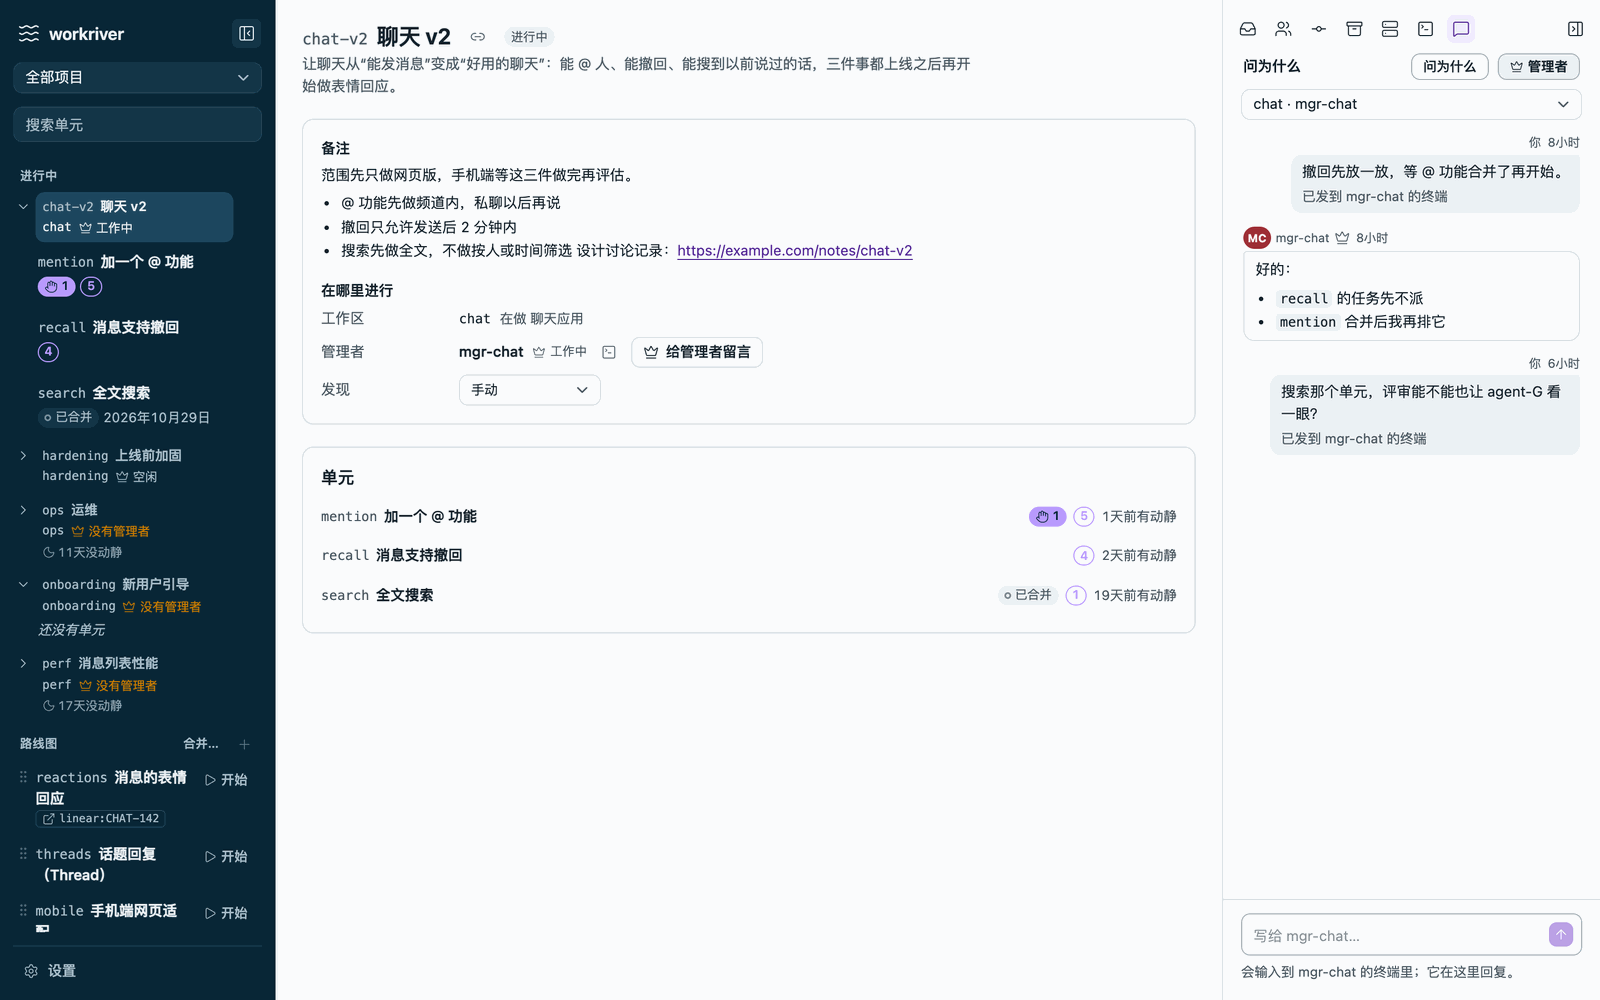 workriver
全部项目
搜索单元
进行中
chat-v2 聊天 v2
chat 工作中
mention 加一个 @ 功能
1 5
recall 消息支持撤回
4
search 全文搜索
已合并 2026年10月29日
hardening 上线前加固
hardening 空闲
ops 运维
ops 没有管理者
11天没动静
onboarding 新用户引导
onboarding 没有管理者
还没有单元
perf 消息列表性能
perf 没有管理者
17天没动静
路线图 合并...
reactions 消息的表情回应 开始
linear:CHAT-142
threads 话题回复（Thread） 开始
mobile 手机端网页适 开始
设置
chat-v2 聊天 v2 进行中
让聊天从“能发消息”变成“好用的聊天”：能 @ 人、能撤回、能搜到以前说过的话，三件事都上线之后再开
始做表情回应。
备注
范围先只做网页版，手机端等这三件做完再评估。
• @ 功能先做频道内，私聊以后再说
• 撤回只允许发送后 2 分钟内
• 搜索先做全文，不做按人或时间筛选 设计讨论记录：https://example.com/notes/chat-v2
在哪里进行
工作区 chat 在做 聊天应用
管理者 mgr-chat 工作中 给管理者留言
发现 手动
单元
mention 加一个 @ 功能 1 5 1天前有动静
recall 消息支持撤回 4 2天前有动静
search 全文搜索 已合并 1 19天前有动静
问为什么 问为什么 管理者
chat · mgr-chat
你 8小时
撤回先放一放，等 @ 功能合并了再开始。
已发到 mgr-chat 的终端
MC mgr-chat 8小时
好的：
• recall 的任务先不派
• mention 合并后我再排它
你 6小时
搜索那个单元，评审能不能也让 agent-G 看
一眼？
已发到 mgr-chat 的终端
写给 mgr-chat...
会输入到 mgr-chat 的终端里；它在这里回复。